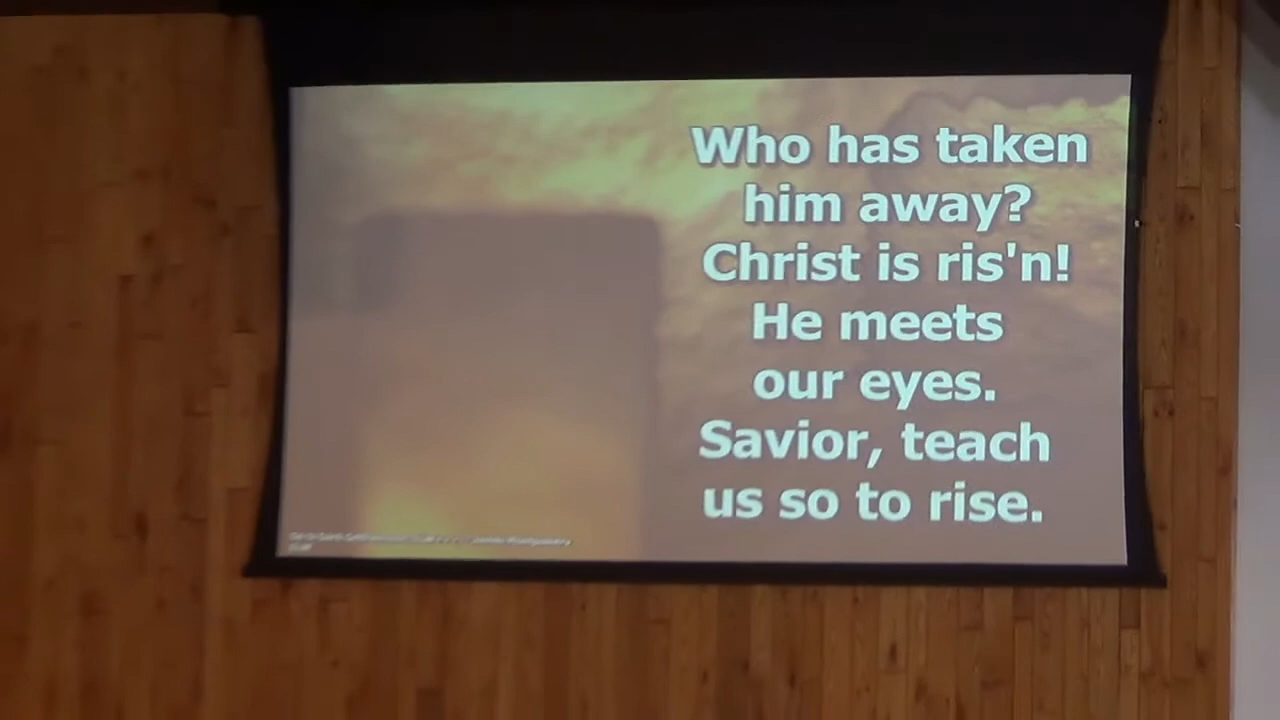 Who has taken
him away?
Christ is ris'n!
He meets
our eyes.
Savior, teach
us so to rise.